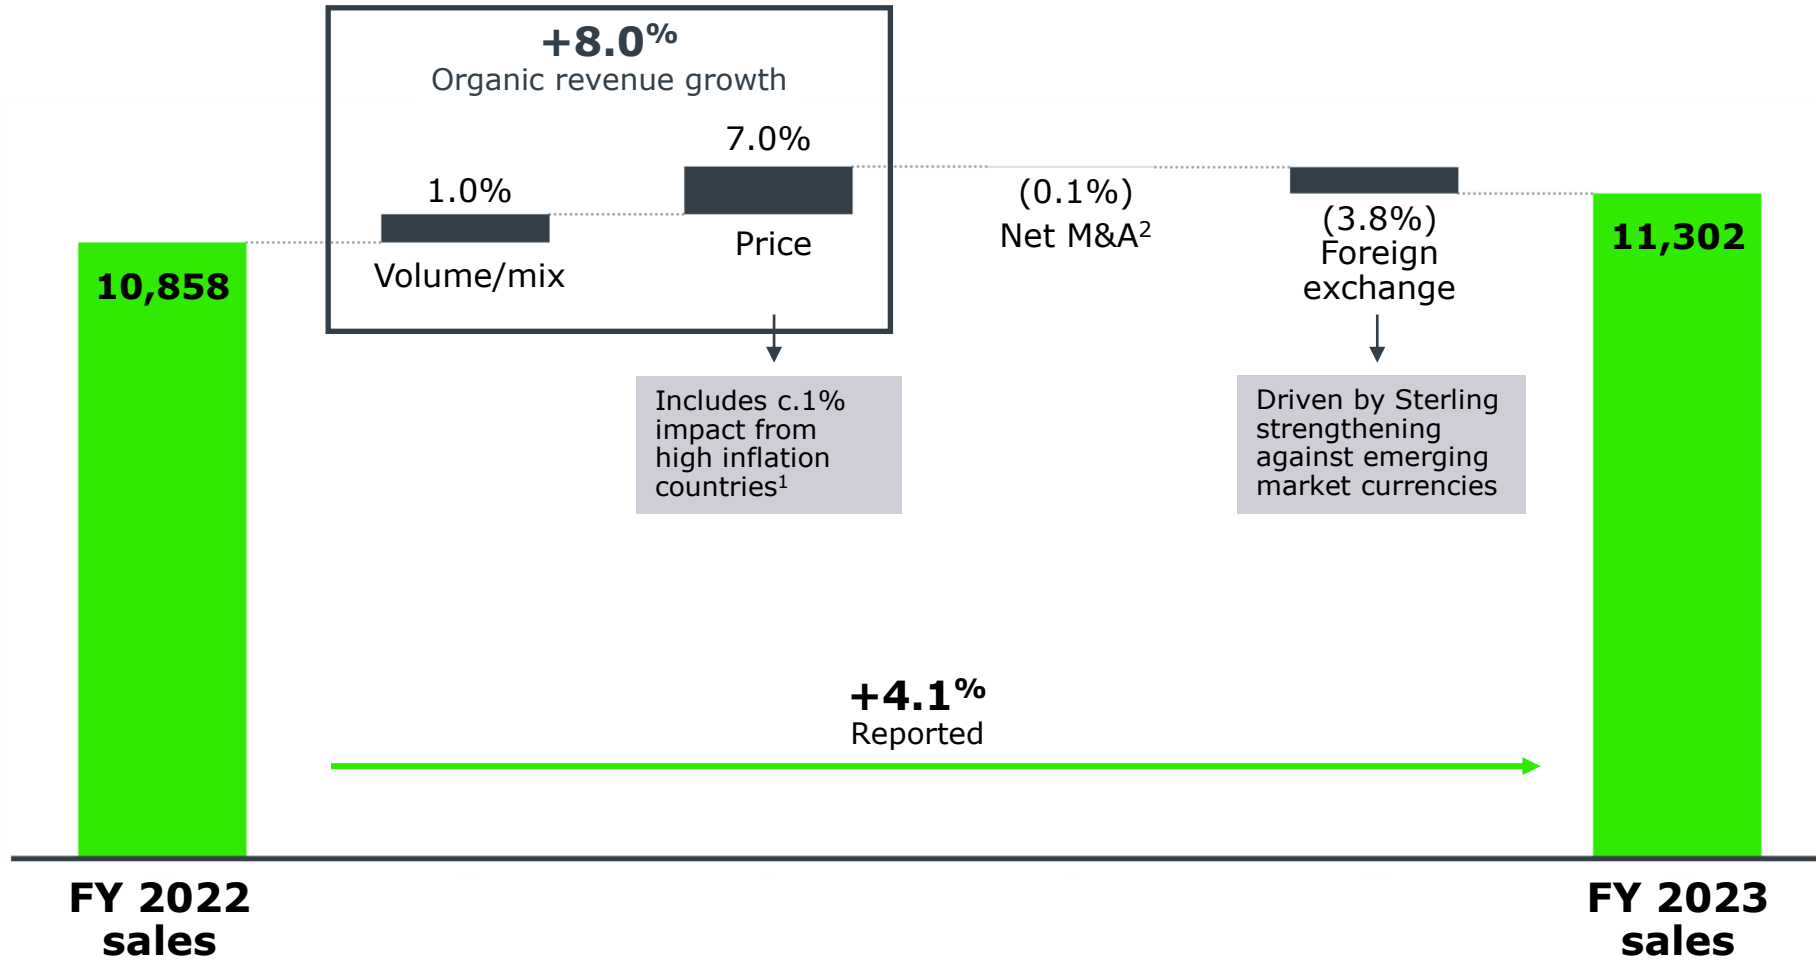 +8.0%
Organic revenue growth
1.0%
Volume/mix
7.0%
Price
(0.1%)
Net M&A2
(3.8%)
Foreign
exchange
10,858
11,302
Includes c.1%
impact from
high inflation
countries1
Driven by Sterling
strengthening
against emerging
market currencies
+4.1%
Reported
FY 2022
sales
FY 2023
sales